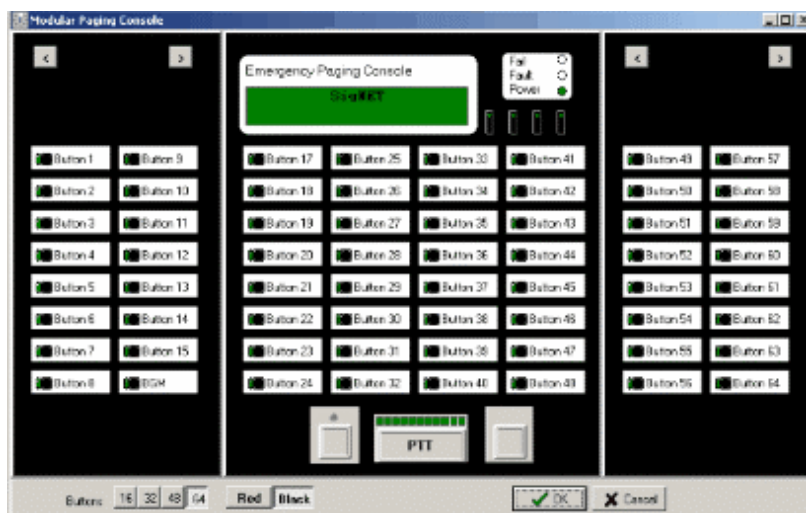 Modular Paging Console
< > < >
Emergency Paging Console
SigNET
Fail
Fault
Power
Button 1 Button 9 Button 17 Button 25 Button 33 Button 41 Button 49 Button 57
Button 2 Button 10 Button 18 Button 26 Button 34 Button 42 Button 50 Button 58
Button 3 Button 11 Button 19 Button 27 Button 35 Button 43 Button 51 Button 59
Button 4 Button 12 Button 20 Button 28 Button 36 Button 44 Button 52 Button 60
Button 5 Button 13 Button 21 Button 29 Button 37 Button 45 Button 53 Button 61
Button 6 Button 14 Button 22 Button 30 Button 38 Button 46 Button 54 Button 62
Button 7 Button 15 Button 23 Button 31 Button 39 Button 47 Button 55 Button 63
Button 8 BGM Button 24 Button 32 Button 40 Button 48 Button 56 Button 64
PTT
Buttons 16 32 48 64 Red Black OK Cancel